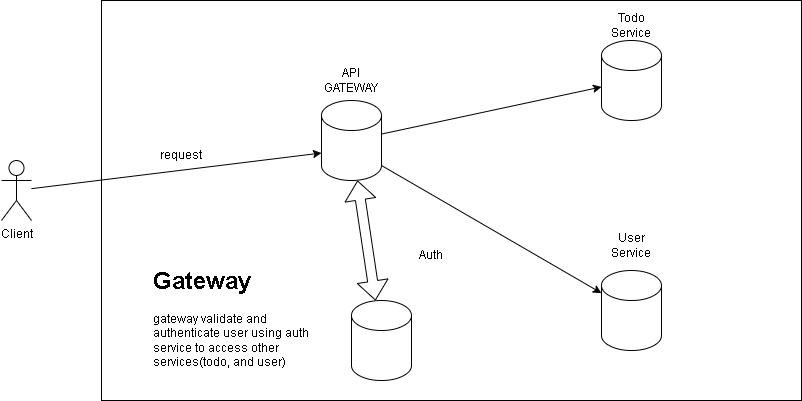 Todo
Service
API
GATEWAY
request
Client
User
Service
Auth
Gateway
gateway validate and
authenticate user using auth
service to access other
services(todo, and user)